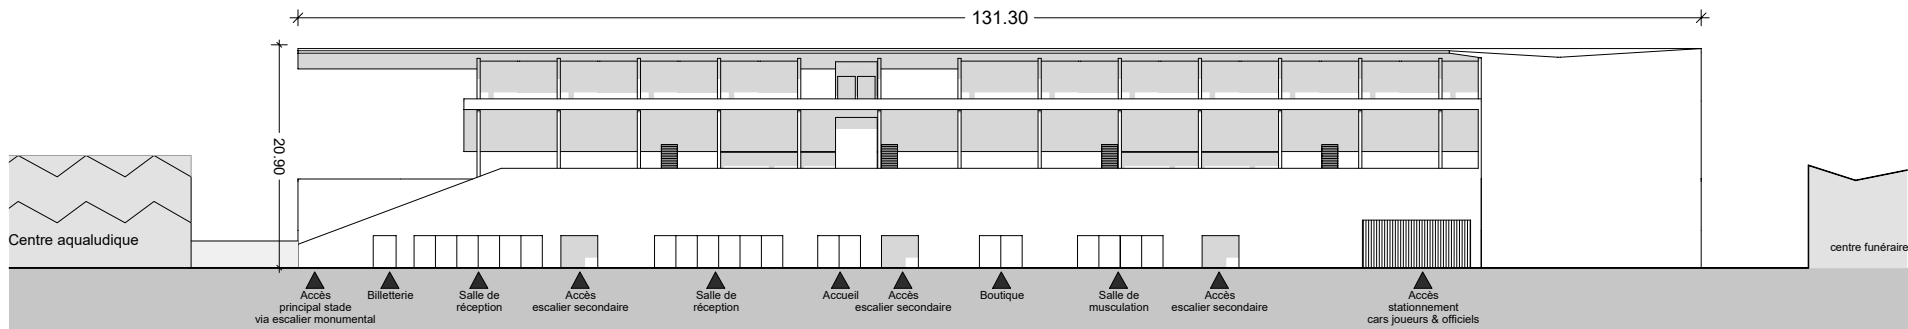 131.30
20.90
Centre aqualudique
centre funéraire
Accès
principal stade
via escalier monumental
Billetterie
Salle de
réception
Accès
escalier secondaire
Salle de
réception
Accueil
Accès
escalier secondaire
Boutique
Salle de
musculation
Accès
escalier secondaire
Accès
stationnement
cars joueurs & officiels